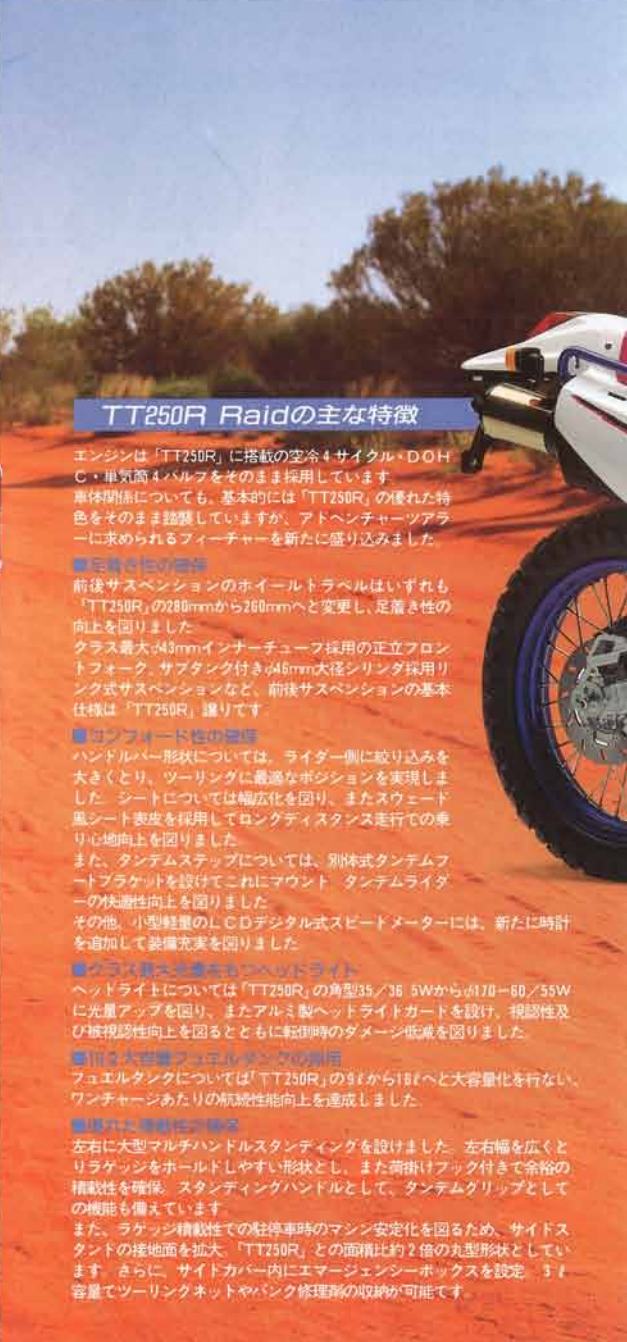 TT250R Raidの主な特徴
エンジンは「TT250R」に搭載の空冷4サイクル・DOH
C・単気筒4バルブをそのまま採用しています
車体関係についても、基本的には「TT250R」の優れた特
色をそのまま踏襲していますが、アドベンチャーツアラ
ーに求められるフィーチャーを新たに盛り込みました
■足着き性の確保
前後サスペンションのホイールトラベルはいずれも
「TT250R」の280mmから260mmへと変更し、足着き性の
向上を図りました
クラス最大φ43mmインナーチューブ採用の正立フロン
トフォーク、サブタンク付きφ46mm大径シリンダ採用リ
ンク式サスペンションなど、前後サスペンションの基本
仕様は「TT250R」譲りです
■コンフォード性の確保
ハンドルバー形状については、ライダー側に絞り込みを
大きくとり、ツーリングに最適なポジションを実現しま
した シートについては幅広化を図り、またスウェード
風シート表皮を採用してロングディスタンス走行での乗
り心地向上を図りました
また、タンデムステップについては、別体式タンデムフ
ートブラケットを設けてこれにマウント タンデムライダ
ーの快適性向上を図りました
その他、小型軽量のLCDデジタル式スピードメーターには、新たに時計
を追加して装備充実を図りました
■クラス最大光量をもつヘッドライト
ヘッドライトについては「TT250R」の角型35/36.5Wからφ170-60/55W
に光量アップを図り、またアルミ製ヘッドライトガードを設け、視認性及
び被視認性向上を図るとともに転倒時のダメージ低減を図りました
■大容量フュエルタンクの採用
フュエルタンクについては「TT250R」の9ℓから16ℓへと大容量化を行ない、
ワンチャージあたりの航続性能向上を達成しました
■優れた積載性の確保
左右に大型マルチハンドルスタンディングを設けました 左右幅を広くと
りラゲッジをホールドしやすい形状とし、また荷掛けフック付きで余裕の
積載性を確保 スタンディングハンドルとして、タンデムグリップとして
の機能も備えています
また、ラゲッジ積載性での駐停車時のマシン安定化を図るため、サイドス
タンドの接地面を拡大、「TT250R」との面積比約2倍の丸型形状としてい
ます さらに、サイドカバー内にエマージェンシーボックスを設定 3ℓ
容量でツーリングネットやパンク修理剤の収納が可能です